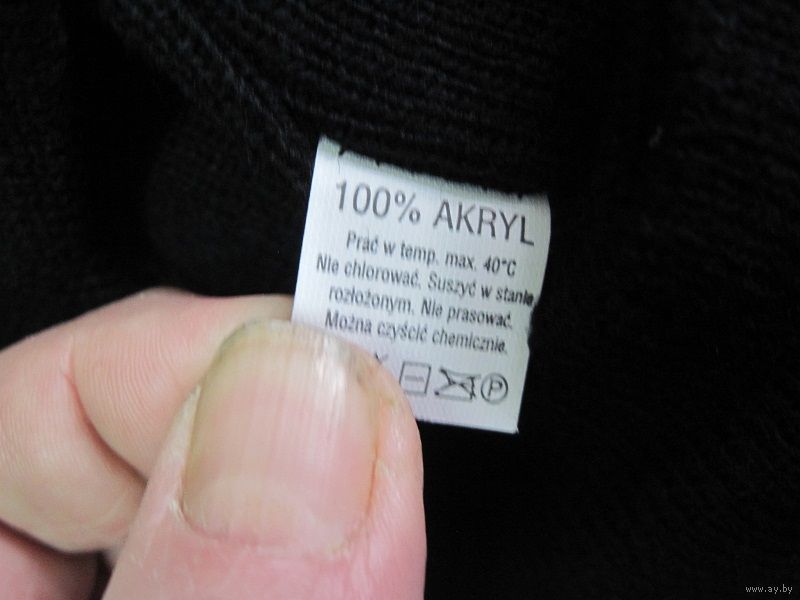 100% AKRYL
Prać w temp. max. 40°C
Nie chlorować. Suszyć w stanie
rozłożonym. Nie prasować.
Można czyścić chemicznie.
P
www.ay.by